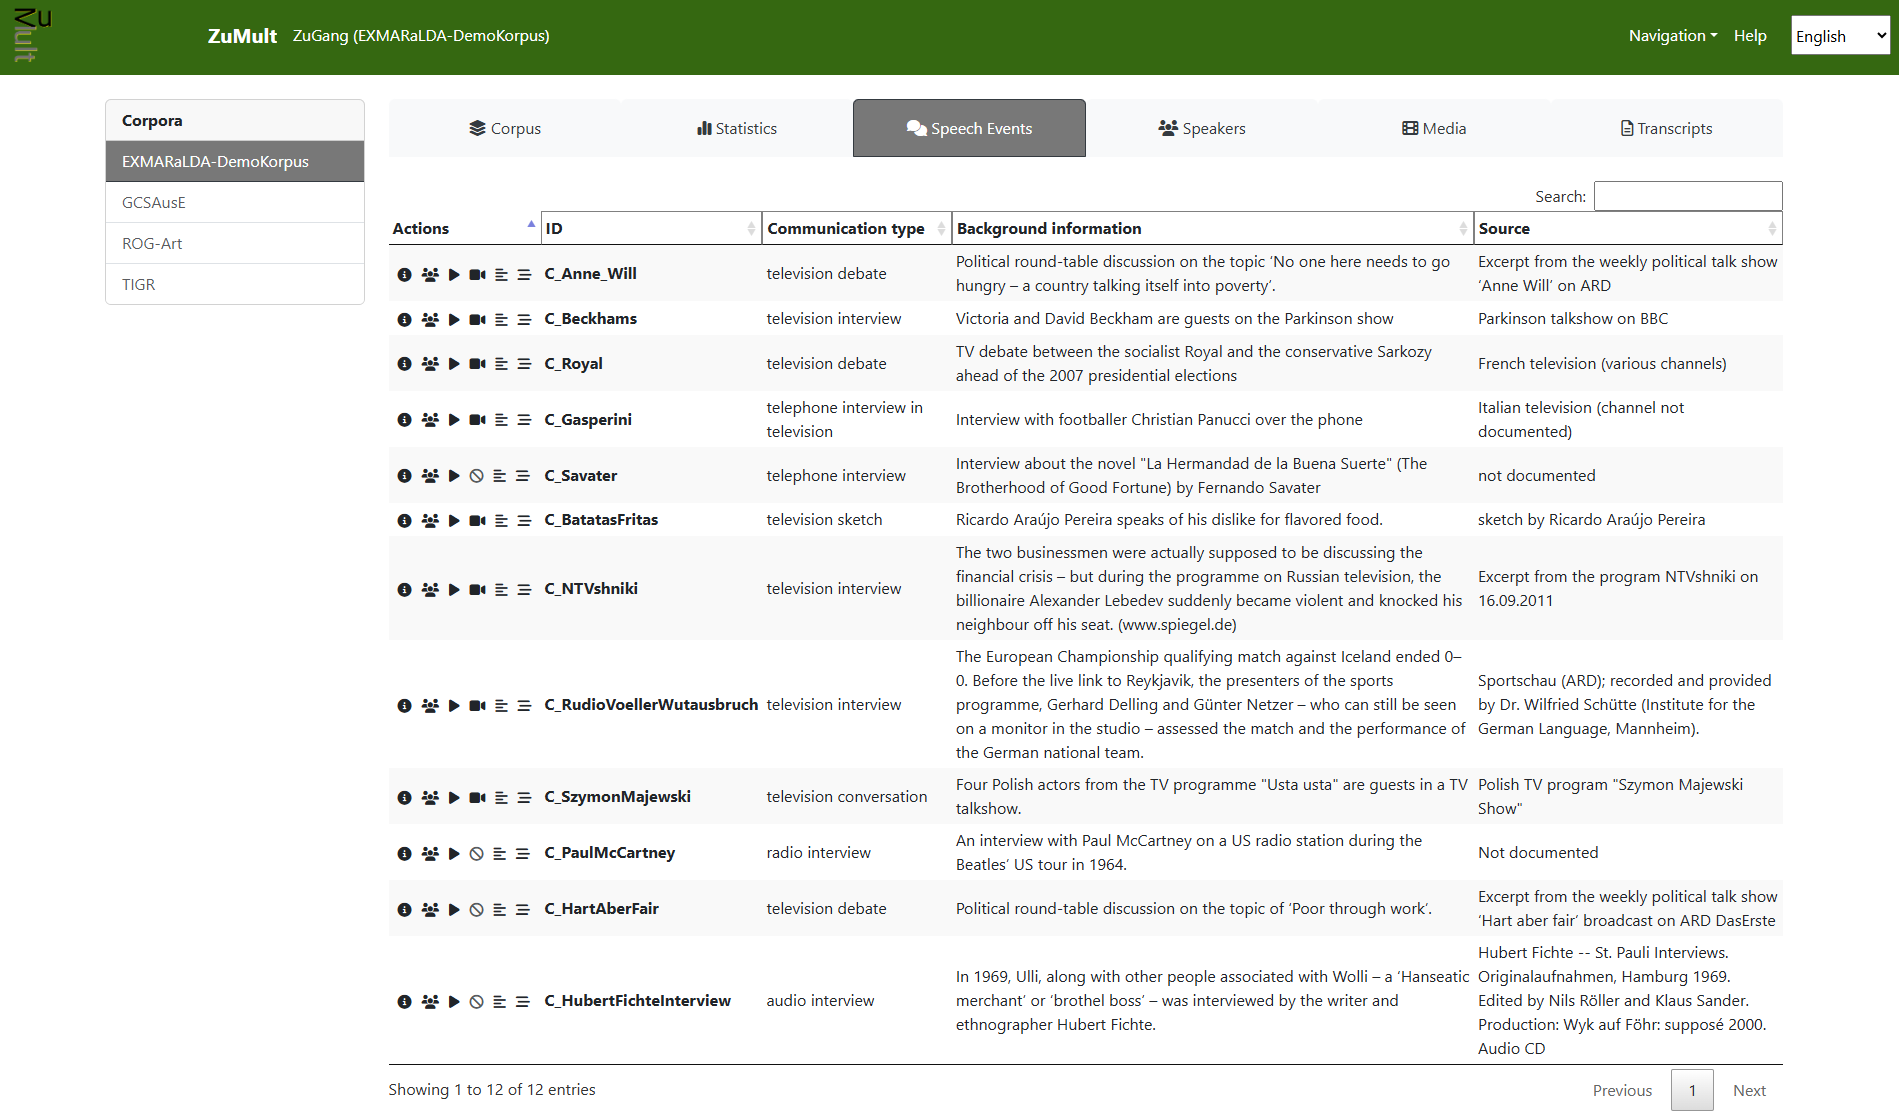 Zu
Mult
ZuMult ZuGang (EXMARaLDA-DemoKorpus)
Navigation Help English
Corpora
EXMARaLDA-DemoKorpus
GCSAusE
ROG-Art
TIGR
Corpus Statistics Speech Events Speakers Media Transcripts
Search:
Actions ID Communication type Background information Source
C_Anne_Will television debate
Political round-table discussion on the topic ‘No one here needs to go
hungry – a country talking itself into poverty’.
Excerpt from the weekly political talk show
‘Anne Will’ on ARD
C_Beckhams television interview Victoria and David Beckham are guests on the Parkinson show Parkinson talkshow on BBC
C_Royal television debate
TV debate between the socialist Royal and the conservative Sarkozy
ahead of the 2007 presidential elections
French television (various channels)
C_Gasperini
telephone interview in
television
Interview with footballer Christian Panucci over the phone
Italian television (channel not
documented)
C_Savater telephone interview
Interview about the novel "La Hermandad de la Buena Suerte" (The
Brotherhood of Good Fortune) by Fernando Savater
not documented
C_BatatasFritas television sketch Ricardo Araújo Pereira speaks of his dislike for flavored food. sketch by Ricardo Araújo Pereira
C_NTVshniki television interview
The two businessmen were actually supposed to be discussing the
financial crisis – but during the programme on Russian television, the
billionaire Alexander Lebedev suddenly became violent and knocked his
neighbour off his seat. (www.spiegel.de)
Excerpt from the program NTVshniki on
16.09.2011
C_RudioVoellerWutausbruch television interview
The European Championship qualifying match against Iceland ended 0–
0. Before the live link to Reykjavik, the presenters of the sports
programme, Gerhard Delling and Günter Netzer – who can still be seen
on a monitor in the studio – assessed the match and the performance of
the German national team.
Sportschau (ARD); recorded and provided
by Dr. Wilfried Schütte (Institute for the
German Language, Mannheim).
C_SzymonMajewski television conversation
Four Polish actors from the TV programme "Usta usta" are guests in a TV
talkshow.
Polish TV program "Szymon Majewski
Show"
C_PaulMcCartney radio interview
An interview with Paul McCartney on a US radio station during the
Beatles’ US tour in 1964.
Not documented
C_HartAberFair television debate Political round-table discussion on the topic of ‘Poor through work’.
Excerpt from the weekly political talk show
‘Hart aber fair’ broadcast on ARD DasErste
C_HubertFichteInterview audio interview
In 1969, Ulli, along with other people associated with Wolli – a ‘Hanseatic
merchant’ or ‘brothel boss’ – was interviewed by the writer and
ethnographer Hubert Fichte.
Hubert Fichte -- St. Pauli Interviews.
Originalaufnahmen, Hamburg 1969.
Edited by Nils Röller and Klaus Sander.
Production: Wyk auf Föhr: supposé 2000.
Audio CD
Showing 1 to 12 of 12 entries
Previous 1 Next